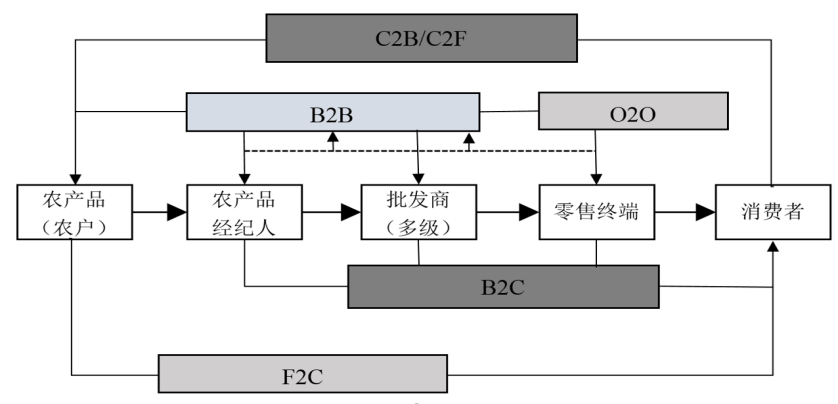 C2B/C2F
B2B
O2O
农产品
（农户）
农产品
经纪人
批发商
（多级）
零售终端
消费者
B2C
F2C